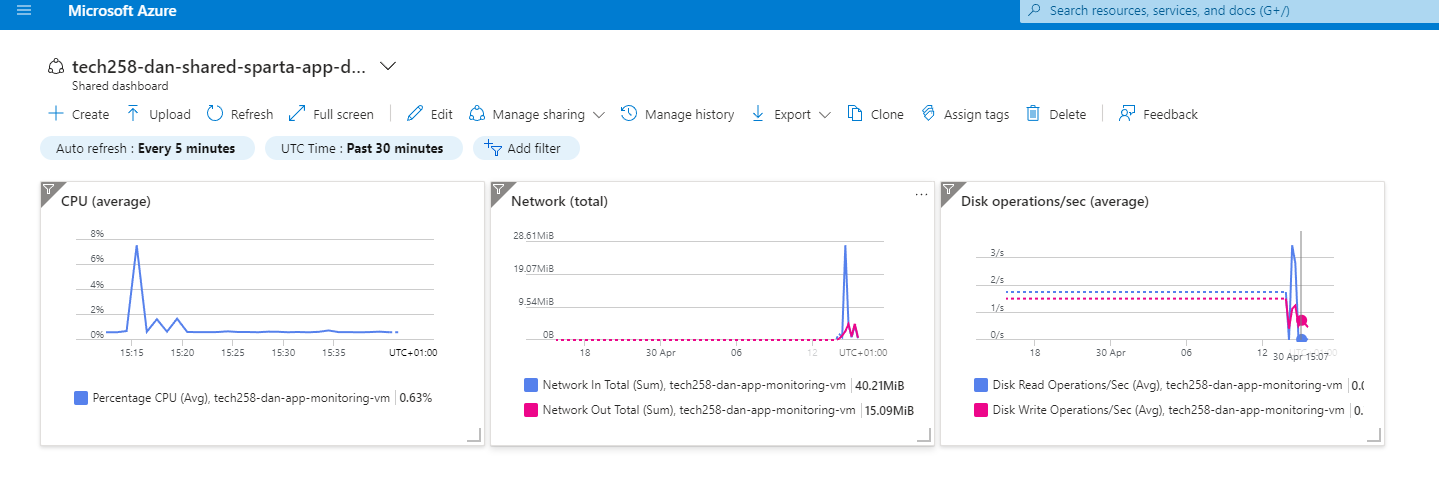 Microsoft Azure
Search resources, services, and docs (G+/)
tech258-dan-shared-sparta-app-d...
Shared dashboard
Create Upload Refresh Full screen Edit Manage sharing Manage history Export Clone Assign tags Delete Feedback
Auto refresh : Every 5 minutes UTC Time : Past 30 minutes Add filter
CPU (average)
8%
6%
4%
2%
0%
15:15 15:20 15:25 15:30 15:35 UTC+01:00
Percentage CPU (Avg), tech258-dan-app-monitoring-vm 0.63%
Network (total)
...
28.61MiB
19.07MiB
9.54MiB
0B
18 30 Apr 06 12 UTC+01:00
Network In Total (Sum), tech258-dan-app-monitoring-vm 40.21MiB
Network Out Total (Sum), tech258-dan-app-monitoring-vm 15.09MiB
Disk operations/sec (average)
3/s
2/s
1/s
0/s
18 30 Apr 06 12 30 Apr 15:07
Disk Read Operations/Sec (Avg), tech258-dan-app-monitoring-vm
Disk Write Operations/Sec (Avg), tech258-dan-app-monitoring-vm